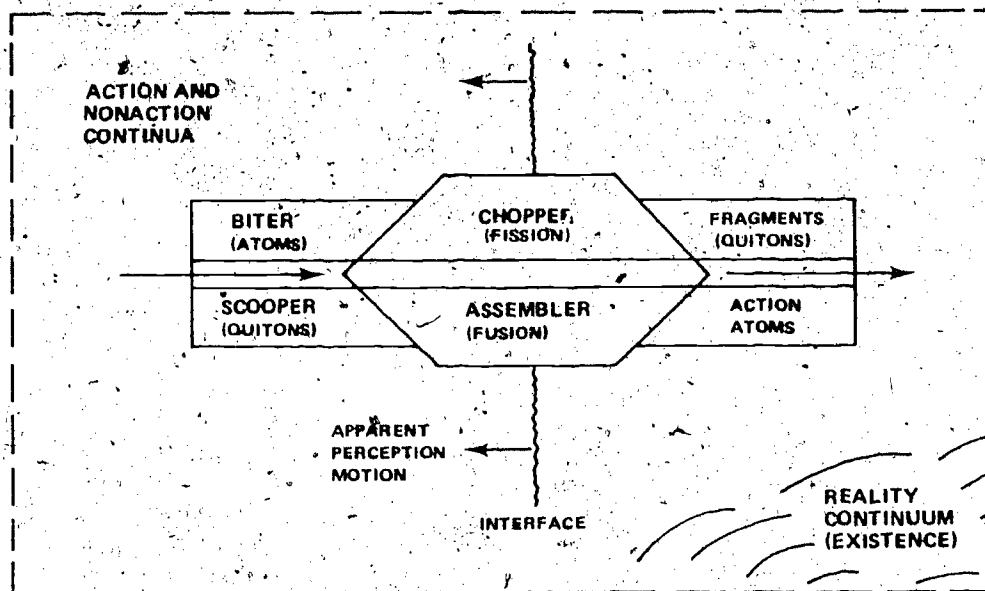 ACTION AND
NONACTION
CONTINUA
BITER
(ATOMS)
CHOPPER
(FISSION)
FRAGMENTS
(QUITONS)
SCOOPER
(QUITONS)
ASSEMBLER
(FUSION)
ACTION
ATOMS
APPARENT
PERCEPTION
MOTION
INTERFACE
REALITY
CONTINUUM
(EXISTENCE)